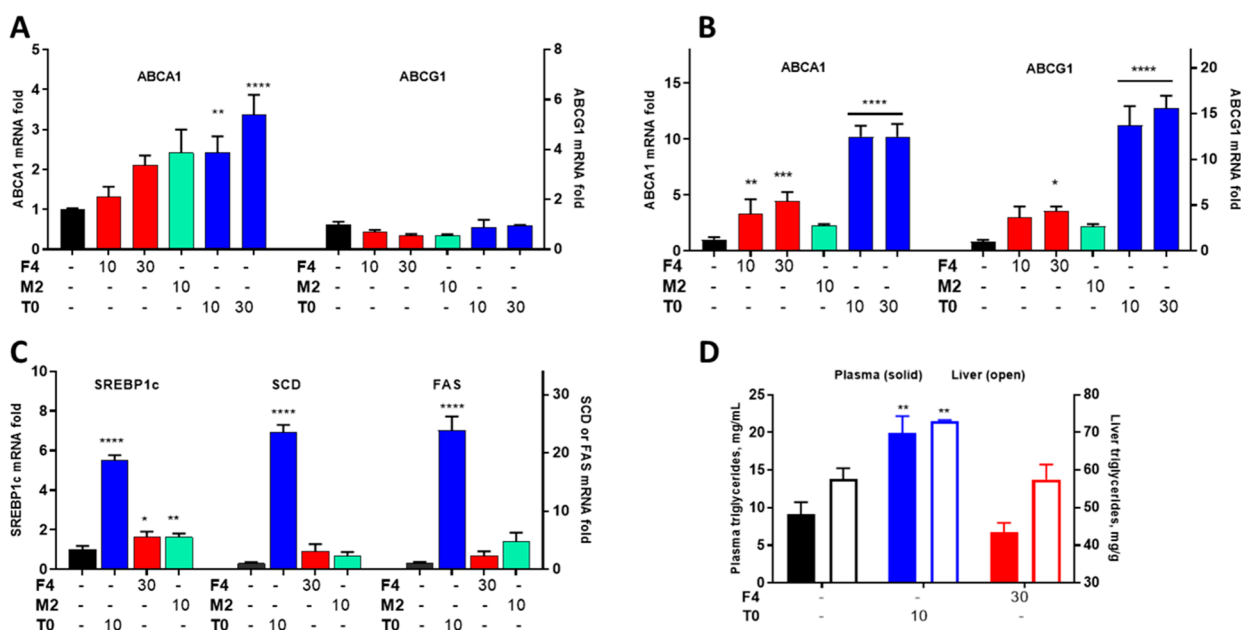 A
ABCA1 mRNA fold
5
4
3
2
1
0
ABCA1
ABCG1
** ****
8
6
4
2
0
ABCG1 mRNA fold
F4 - 10 30 - - - - 10 30 - - -
M2 - - - 10 - - - - - 10 - -
T0 - - - - 10 30 - - - - 10 30
B
ABCA1 mRNA fold
15
10
5
0
ABCA1
ABCG1
** *** **** * ****
20
15
10
5
0
ABCG1 mRNA fold
F4 - 10 30 - - - - 10 30 - - -
M2 - - - 10 - - - - - 10 - -
T0 - - - - 10 30 - - - - 10 30
C
SREBP1c mRNA fold
10
8
6
4
2
0
SREBP1c
SCD
FAS
**** * ** **** ****
30
20
10
0
SCD or FAS mRNA fold
F4 - - 30 - - - 30 - - - 30 -
M2 - - - 10 - - - 10 - - - 10
T0 - 10 - - - 10 - - - 10 - -
D
Plasma triglycerides, mg/mL
25
20
15
10
5
0
Plasma (solid) Liver (open)
** **
80
70
60
50
40
30
Liver triglycerides, mg/g
F4 - - 30
T0 - 10 -